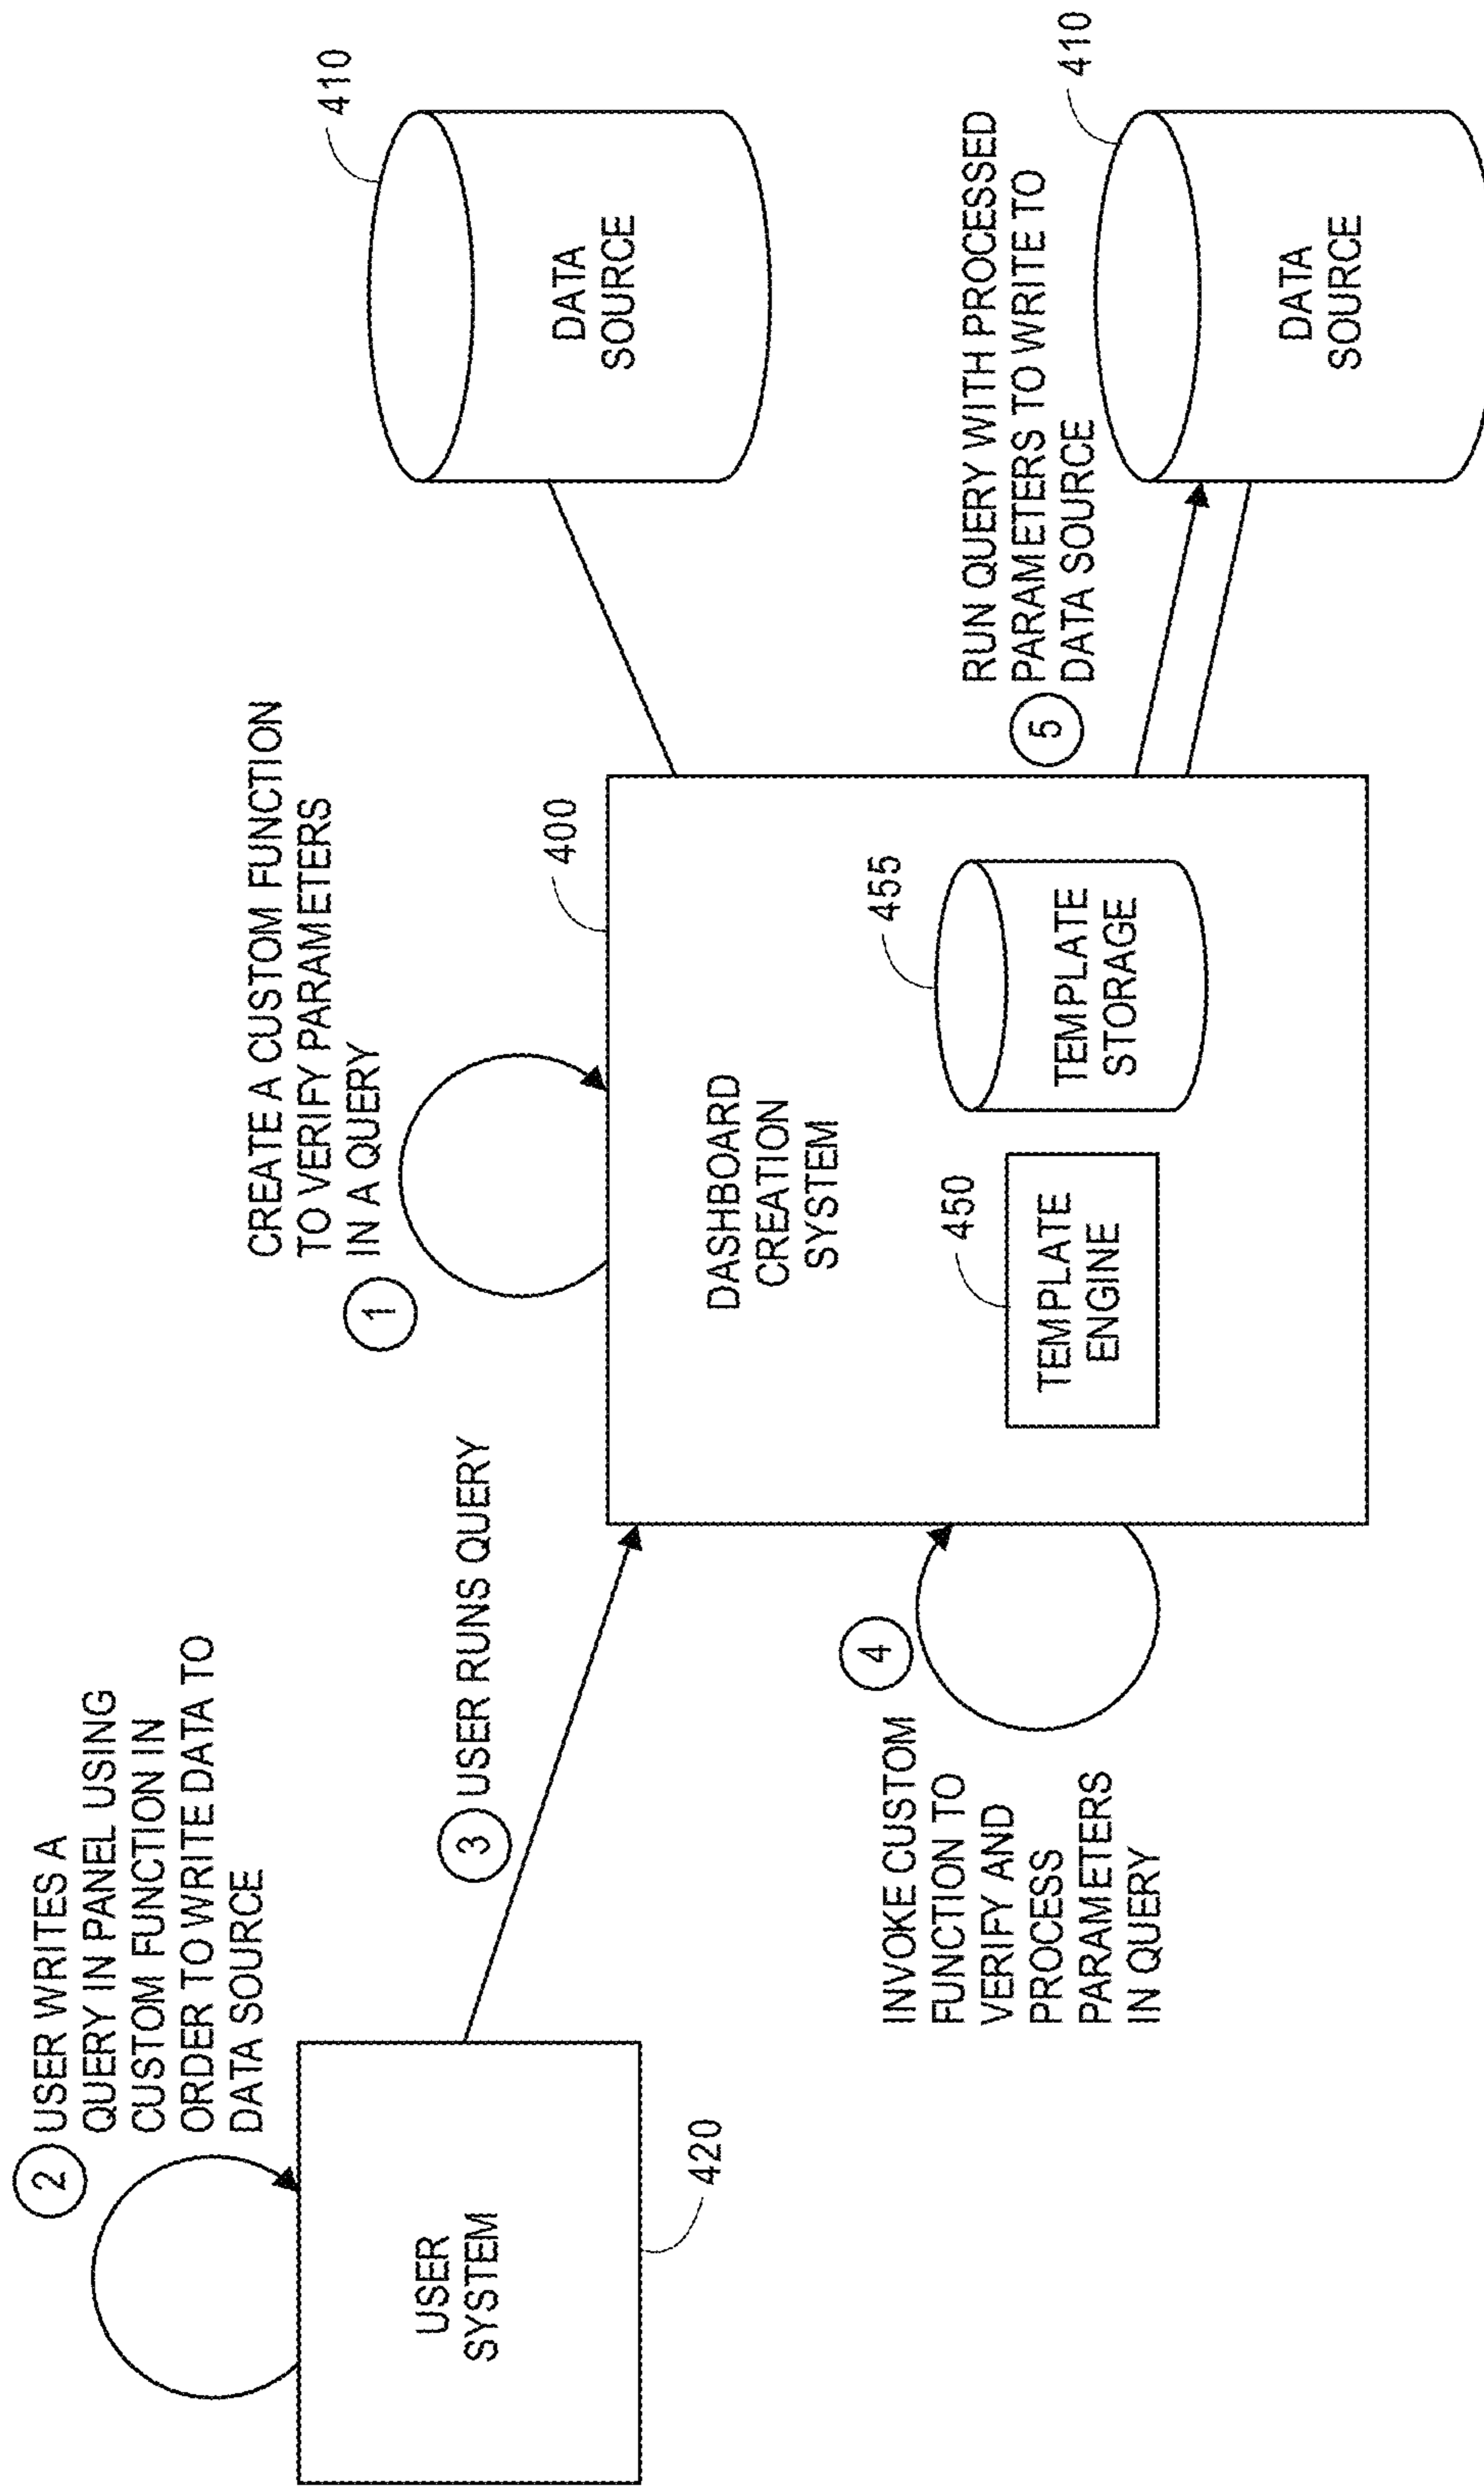 2
USER WRITES A
QUERY IN PANEL USING
CUSTOM FUNCTION IN
ORDER TO WRITE DATA TO
DATA SOURCE
USER
SYSTEM
420
3
USER RUNS QUERY
1
CREATE A CUSTOM FUNCTION
TO VERIFY PARAMETERS
IN A QUERY
400
DASHBOARD
CREATION
SYSTEM
450
TEMPLATE
ENGINE
455
TEMPLATE
STORAGE
4
INVOKE CUSTOM
FUNCTION TO
VERIFY AND
PROCESS
PARAMETERS
IN QUERY
410
DATA
SOURCE
5
RUN QUERY WITH PROCESSED
PARAMETERS TO WRITE TO
DATA SOURCE
410
DATA
SOURCE